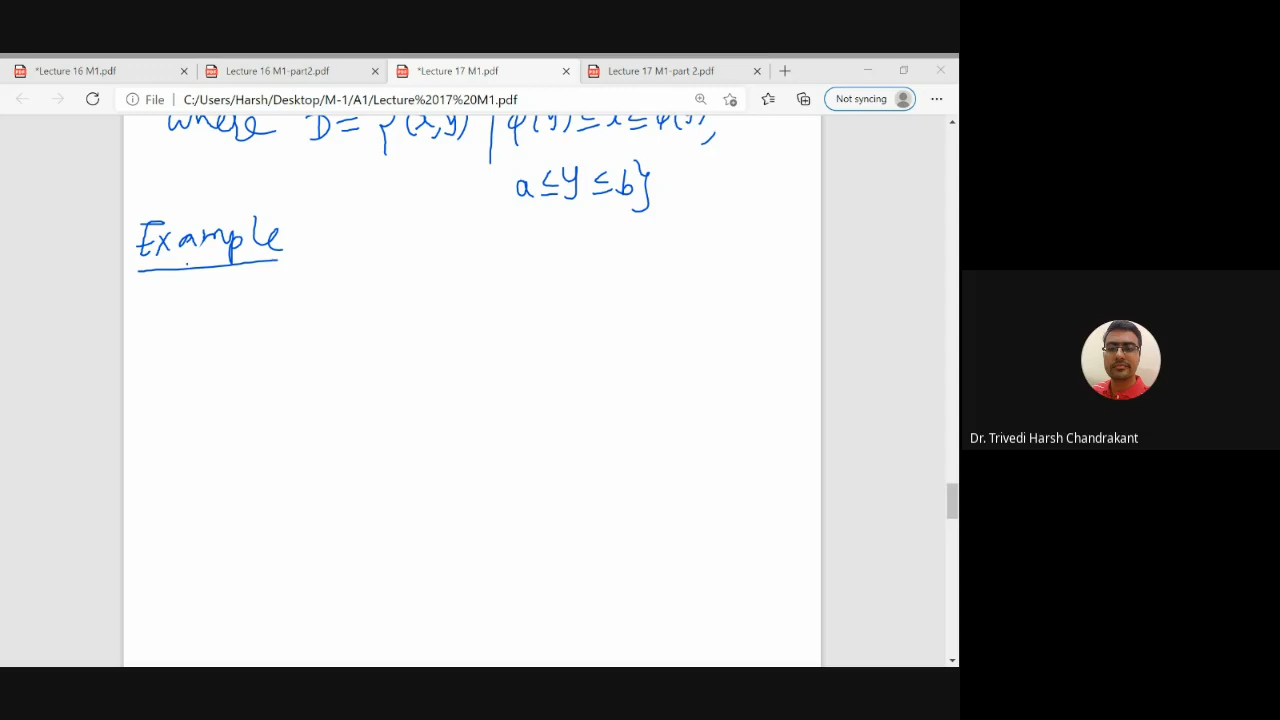 *Lecture 16 M1.pdf Lecture 16 M1-part2.pdf *Lecture 17 M1.pdf Lecture 17 M1-part 2.pdf
File C:/Users/Harsh/Desktop/M-1/A1/Lecture%2017%20M1.pdf Not syncing
where D = {(x,y) |
a ≤ y ≤ b}
Example
Dr. Trivedi Harsh Chandrakant